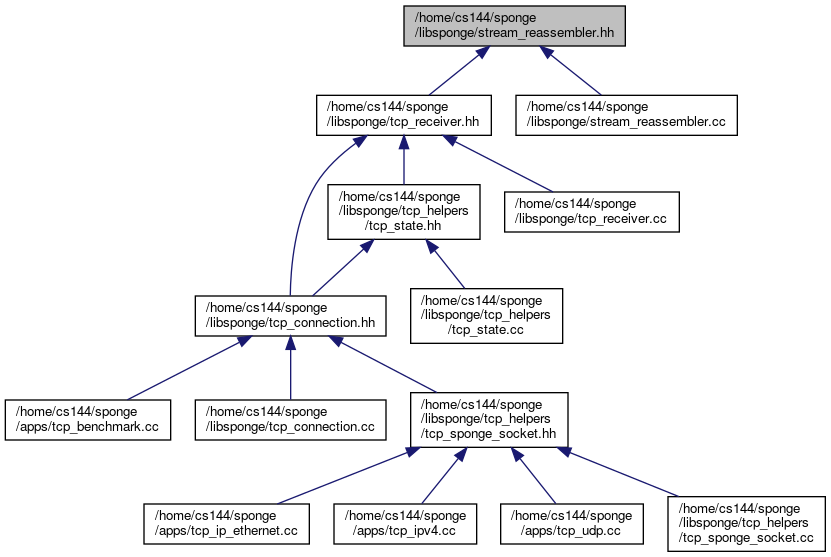 /home/cs144/sponge
/libsponge/stream_reassembler.hh
/home/cs144/sponge
/libsponge/tcp_receiver.hh
/home/cs144/sponge
/libsponge/stream_reassembler.cc
/home/cs144/sponge
/libsponge/tcp_helpers
/tcp_state.hh
/home/cs144/sponge
/libsponge/tcp_receiver.cc
/home/cs144/sponge
/libsponge/tcp_connection.hh
/home/cs144/sponge
/libsponge/tcp_helpers
/tcp_state.cc
/home/cs144/sponge
/apps/tcp_benchmark.cc
/home/cs144/sponge
/libsponge/tcp_connection.cc
/home/cs144/sponge
/libsponge/tcp_helpers
/tcp_sponge_socket.hh
/home/cs144/sponge
/apps/tcp_ip_ethernet.cc
/home/cs144/sponge
/apps/tcp_ipv4.cc
/home/cs144/sponge
/apps/tcp_udp.cc
/home/cs144/sponge
/libsponge/tcp_helpers
/tcp_sponge_socket.cc